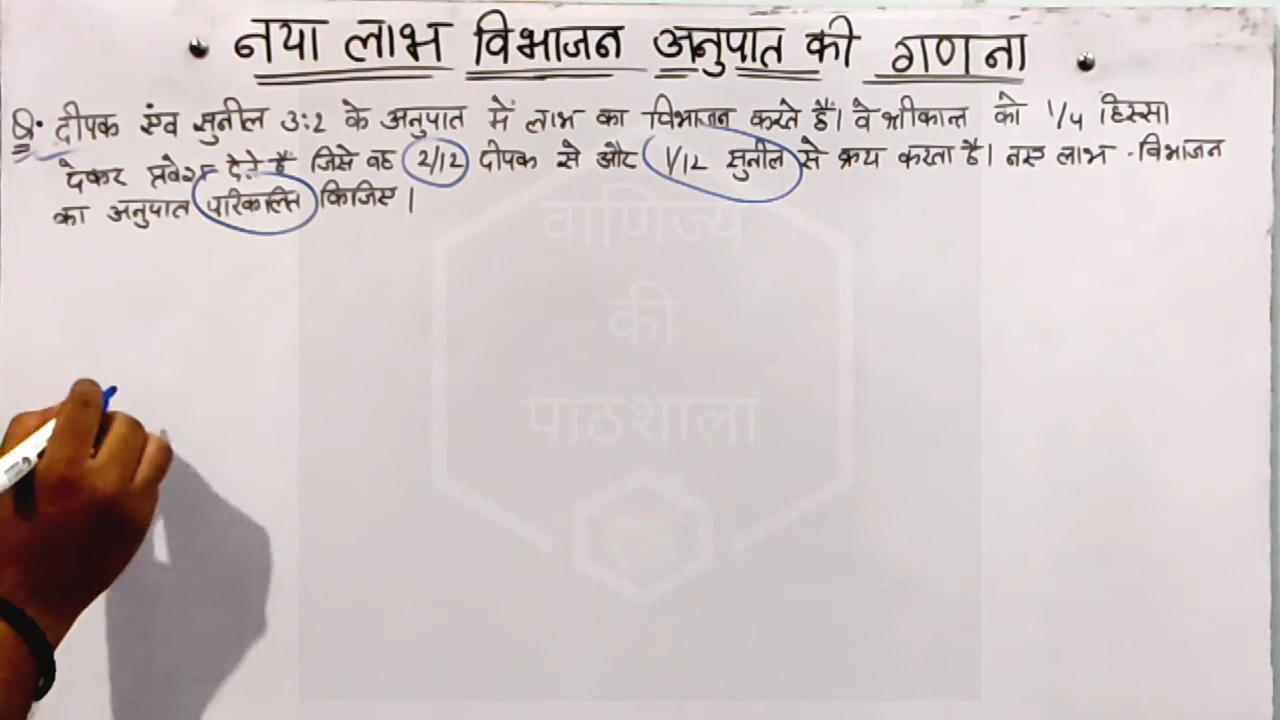 नया लाभ विभाजन अनुपात की गणना
Q. दीपक एंव सुनील 3:2 के अनुपात में लाभ का विभाजन करते हैं। वे श्रीकान्त को 1/4 हिस्सा
देकर प्रवेश देते हैं जिसे वह 2/12 दीपक से और 1/12 सुनील से क्रय करता है। नए लाभ - विभाजन
का अनुपात परिकल्ति किजिए।
वाणिज्य
की
पाठशाला